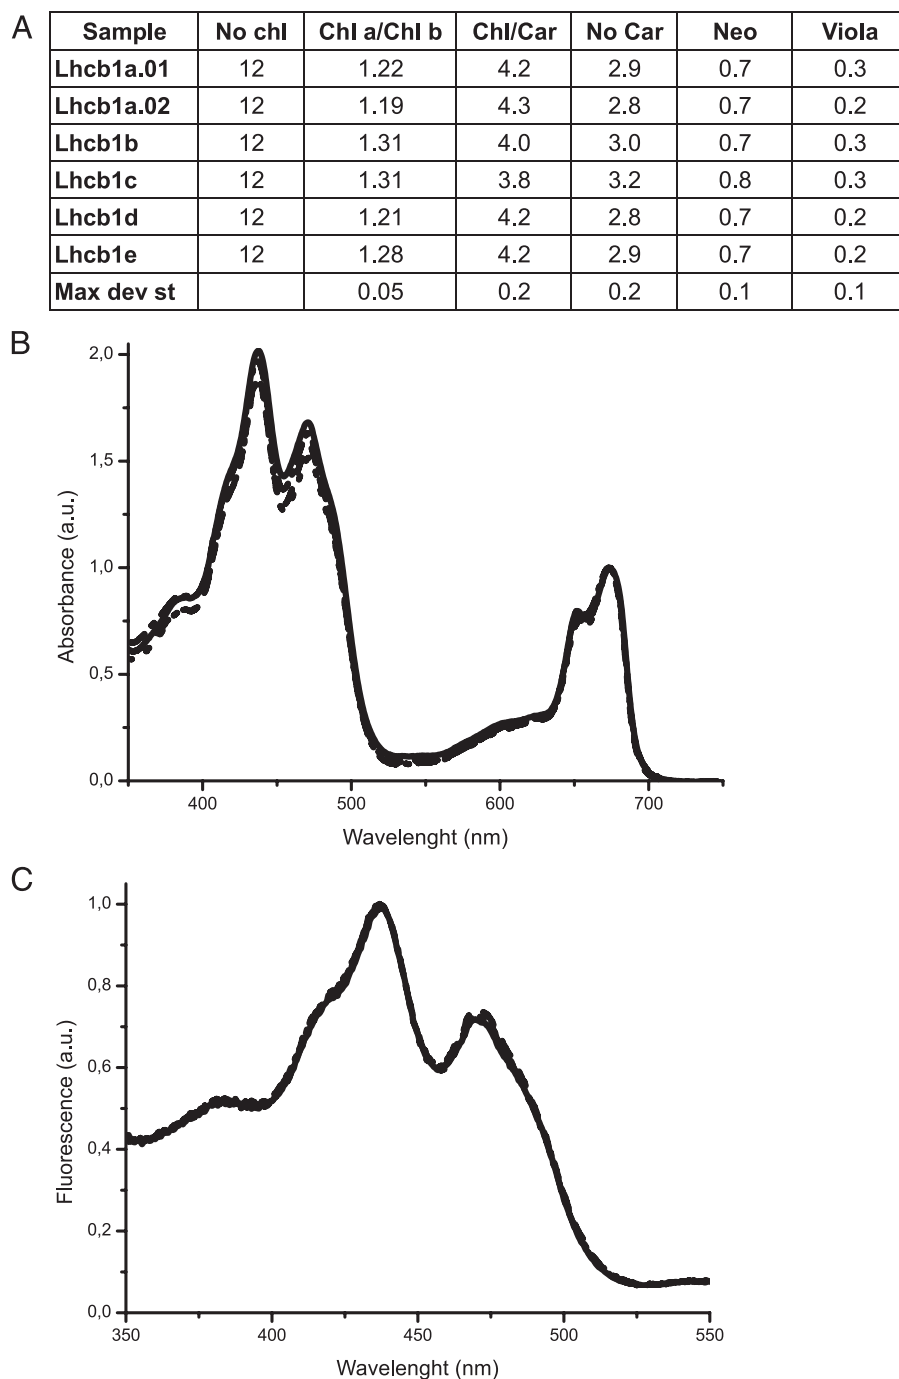 A
Sample No chl Chl a/Chl b Chl/Car No Car Neo Viola
Lhcb1a.01 12 1.22 4.2 2.9 0.7 0.3
Lhcb1a.02 12 1.19 4.3 2.8 0.7 0.2
Lhcb1b 12 1.31 4.0 3.0 0.7 0.3
Lhcb1c 12 1.31 3.8 3.2 0.8 0.3
Lhcb1d 12 1.21 4.2 2.8 0.7 0.2
Lhcb1e 12 1.28 4.2 2.9 0.7 0.2
Max dev st 0.05 0.2 0.2 0.1 0.1
B
2,0
1,5
1,0
0,5
0,0
Absorbance (a.u.)
400 500 600 700
Wavelenght (nm)
C
1,0
0,8
0,6
0,4
0,2
0,0
Fluorescence (a.u.)
350 400 450 500 550
Wavelenght (nm)